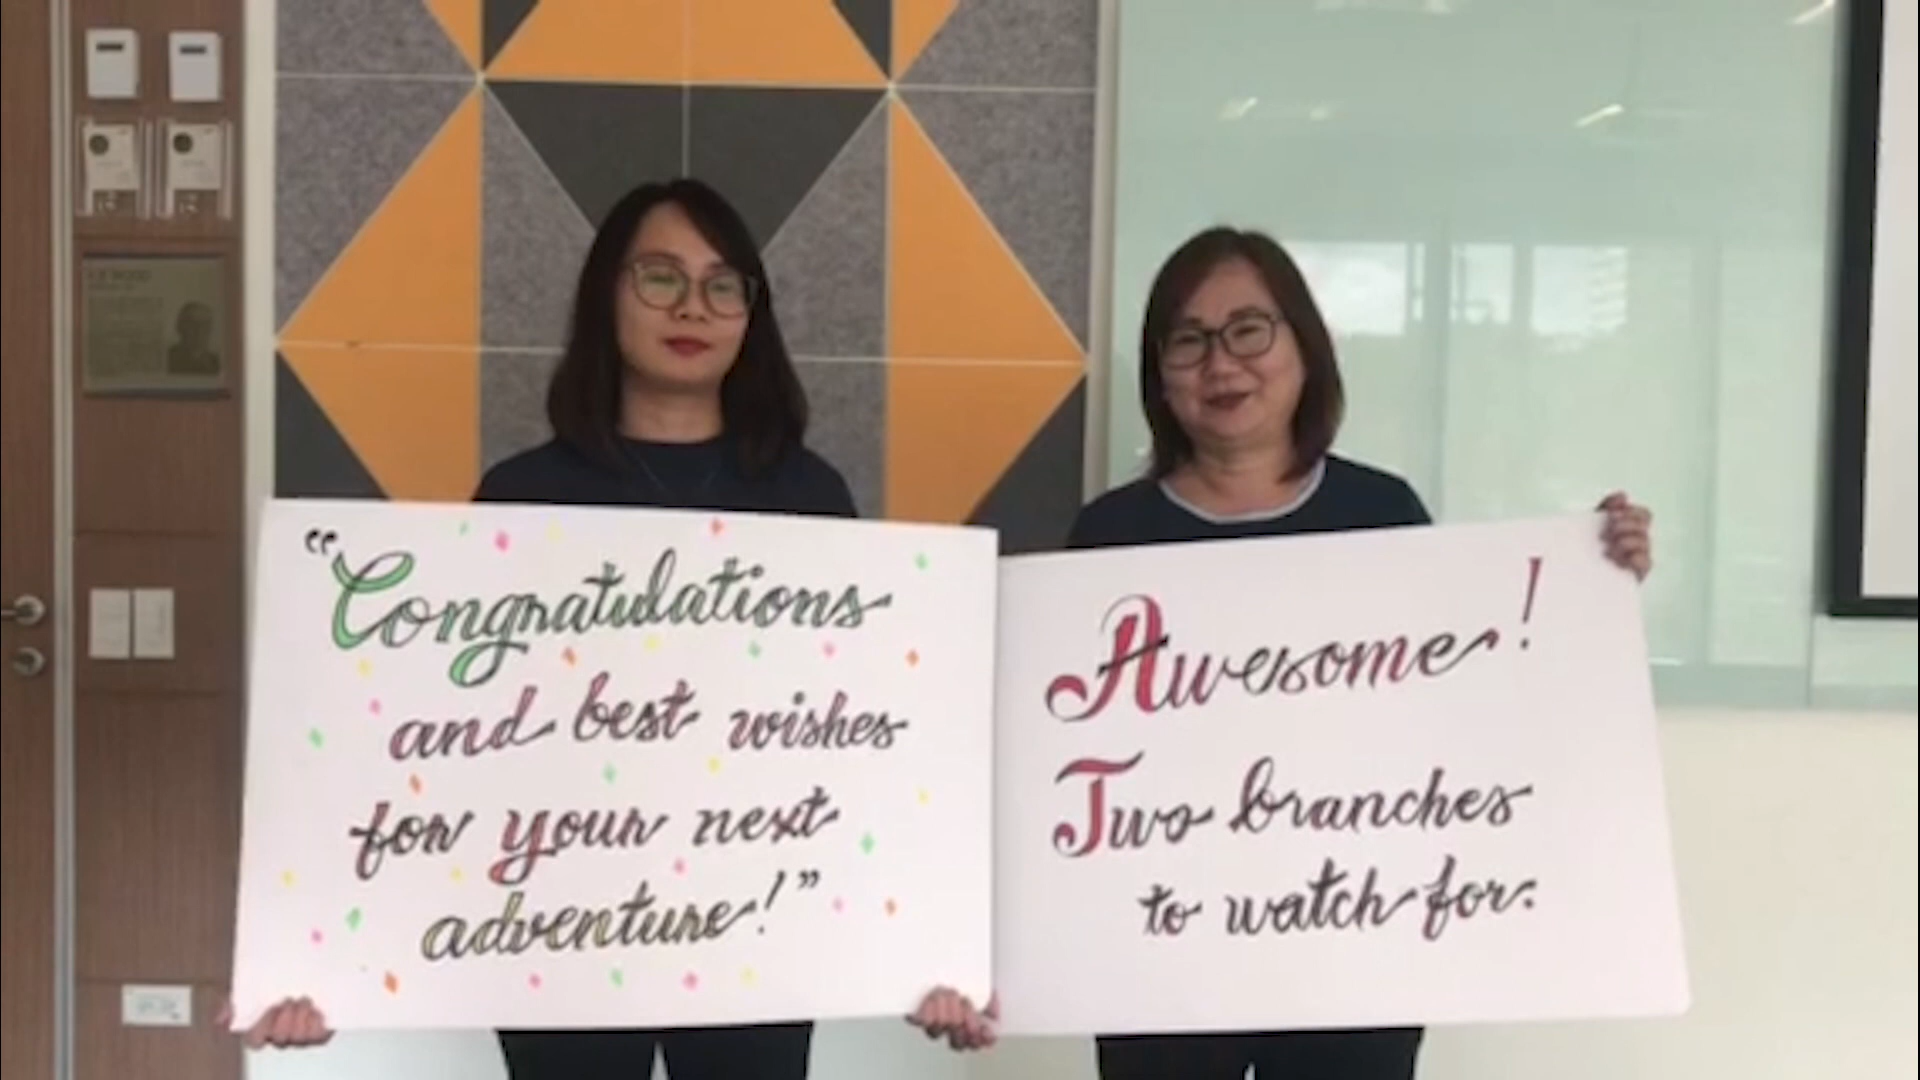 “Congratulations
and best wishes
for your next
adventure!”
Awesome!
Two branches
to watch for: